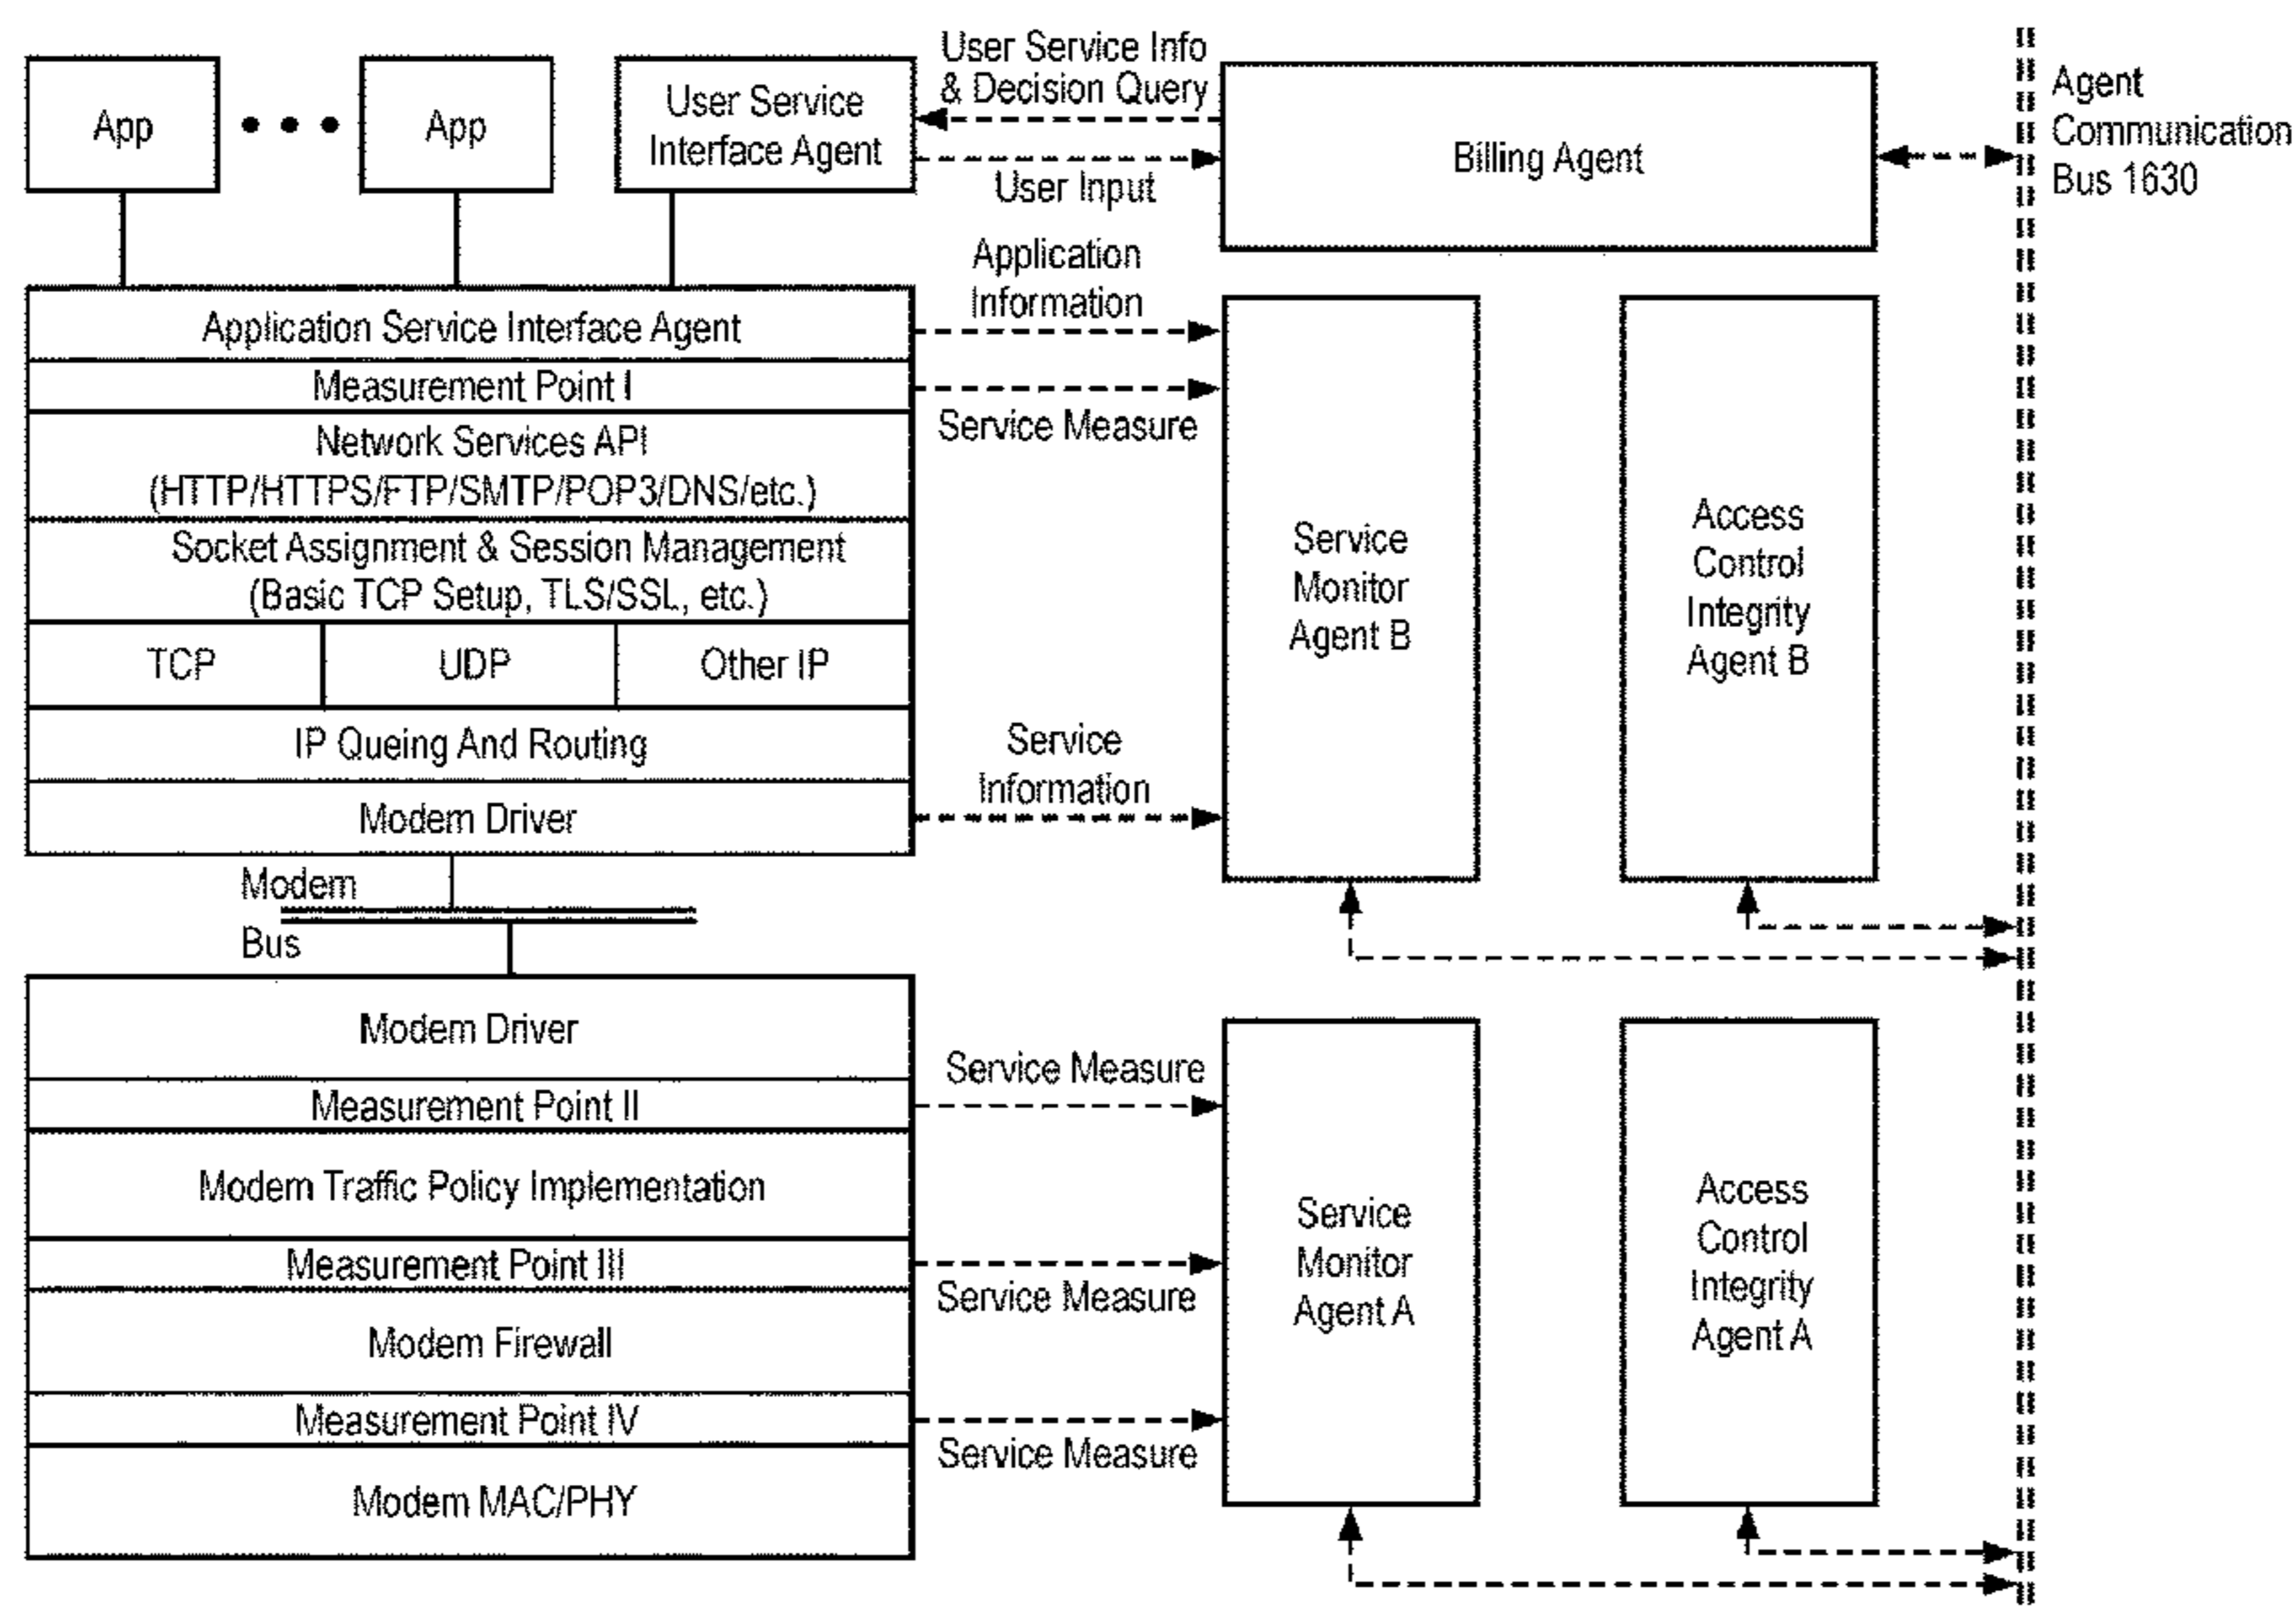 App
App
User Service
Interface Agent
User Service Info
& Decision Query
User Input
Billing Agent
Agent
Communication
Bus 1630
Application
Information
Application Service Interface Agent
Measurement Point I
Service Measure
Network Services API
(HTTP/HTTPS/FTP/SMTP/POP3/DNS/etc.)
Socket Assignment & Session Management
(Basic TCP Setup, TLS/SSL, etc.)
TCP
UDP
Other IP
IP Queing And Routing
Modem Driver
Service
Information
Service
Monitor
Agent B
Access
Control
Integrity
Agent B
Modem
Bus
Modem Driver
Measurement Point II
Service Measure
Modem Traffic Policy Implementation
Measurement Point III
Service Measure
Modem Firewall
Measurement Point IV
Service Measure
Modem MAC/PHY
Service
Monitor
Agent A
Access
Control
Integrity
Agent A